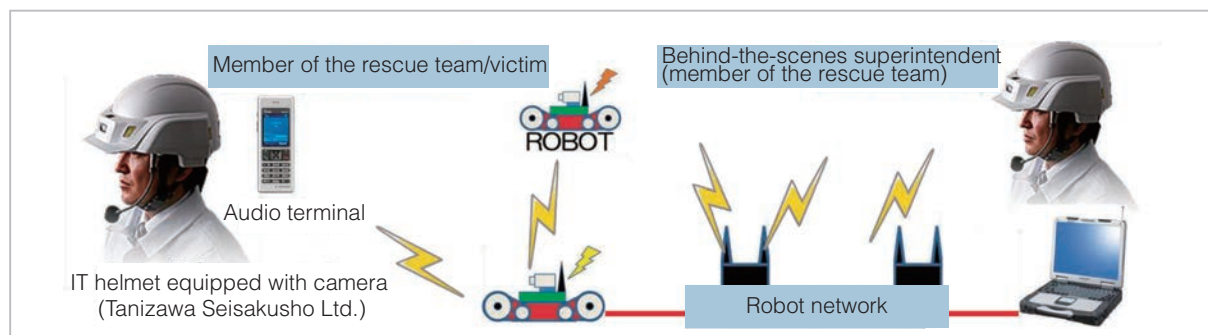 Member of the rescue team/victim
Behind-the-scenes superintendent
(member of the rescue team)
ROBOT
Audio terminal
IT helmet equipped with camera
(Tanizawa Seisakusho Ltd.)
Robot network